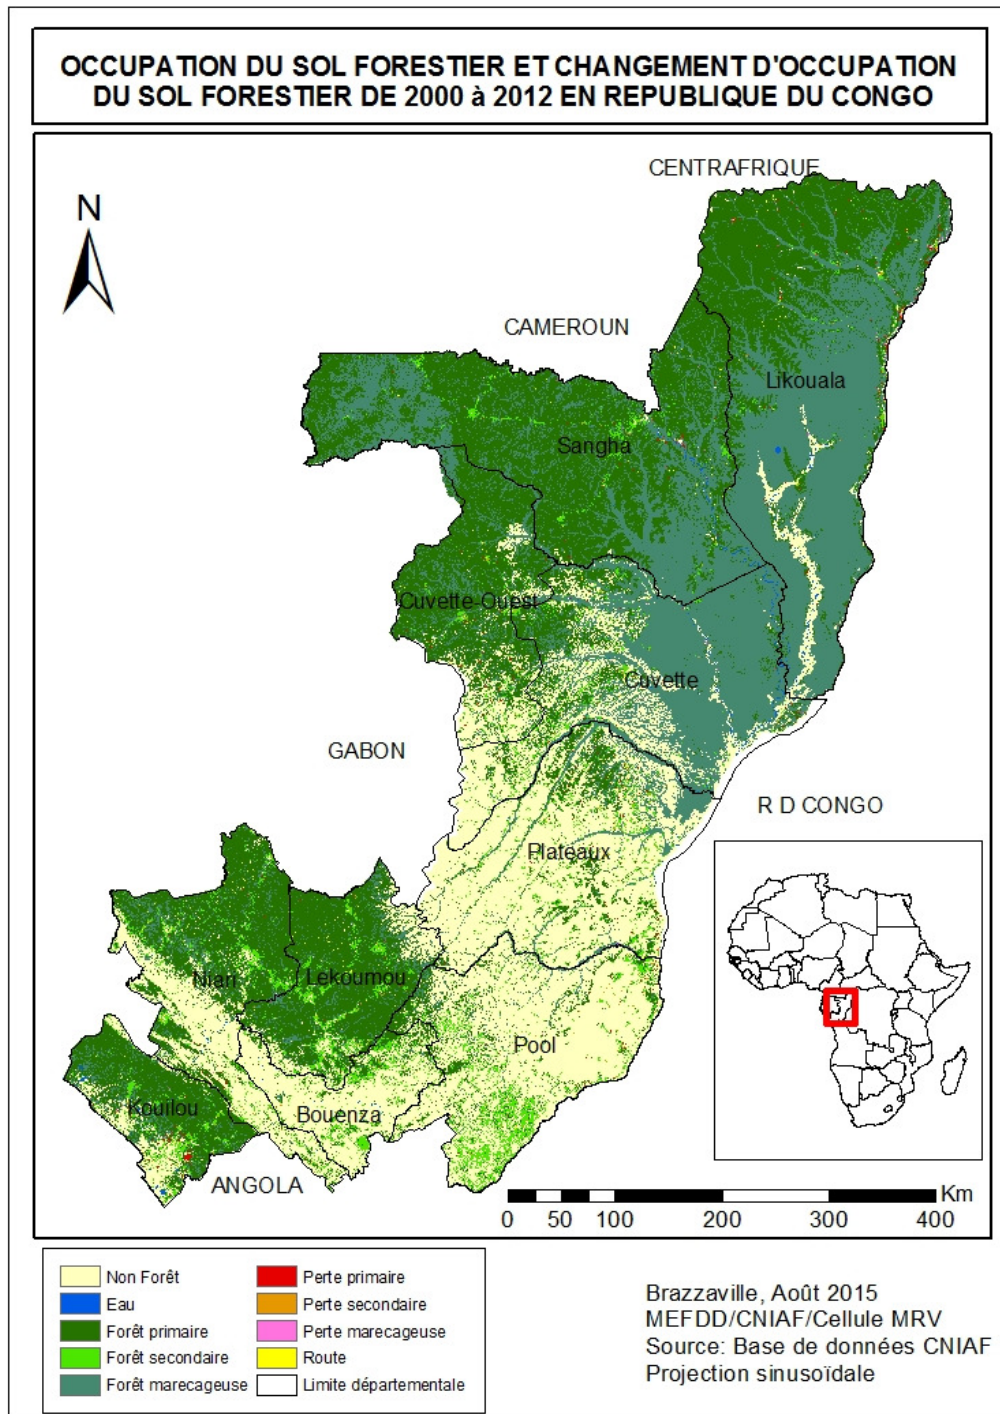 OCCUPATION DU SOL FORESTIER ET CHANGEMENT D'OCCUPATION
DU SOL FORESTIER DE 2000 à 2012 EN REPUBLIQUE DU CONGO
CENTRAFRIQUE
N
CAMEROUN
Likouala
Sangha
Cuvette-Ouest
Cuvette
GABON
R D CONGO
Plateaux
Niari
Lekoumou
Pool
Kouilou
Bouenza
ANGOLA
Km
0 50 100 200 300 400
Non Forêt
Eau
Forêt primaire
Forêt secondaire
Forêt marecageuse
Perte primaire
Perte secondaire
Perte marecageuse
Route
Limite départementale
Brazzaville, Août 2015
MEFDD/CNIAF/Cellule MRV
Source: Base de données CNIAF
Projection sinusoïdale